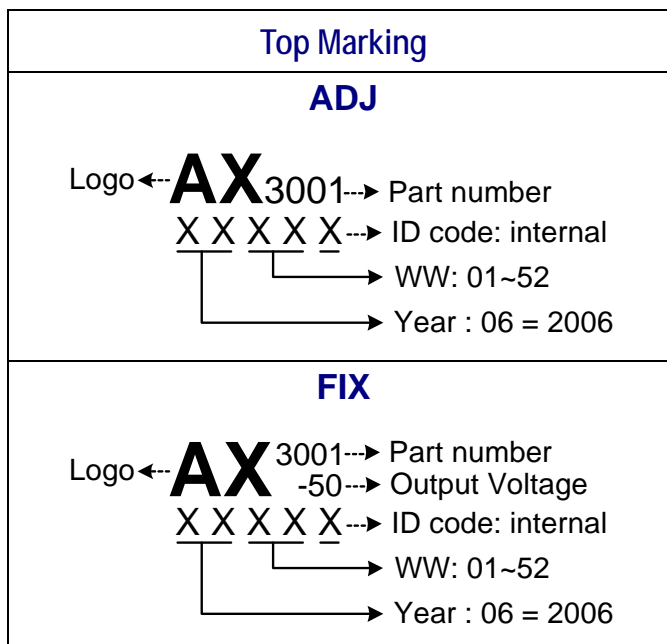 Top Marking
ADJ
Logo AX3001 Part number
X X X X X ID code: internal
WW: 01~52
Year : 06 = 2006
FIX
Logo AX 3001 Part number
-50 Output Voltage
X X X X X ID code: internal
WW: 01~52
Year : 06 = 2006